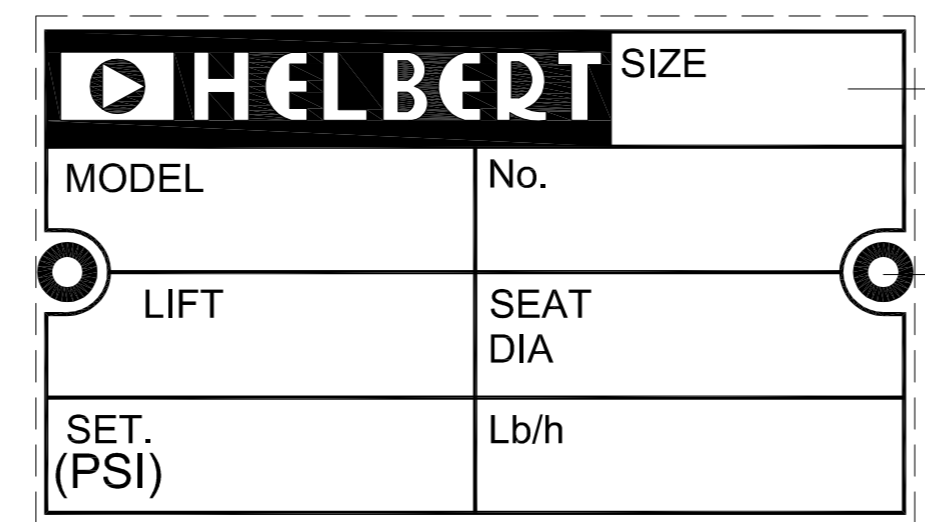 HELBERT
SIZE
MODEL
No.
LIFT
SEAT
DIA
SET.
(PSI)
Lb/h